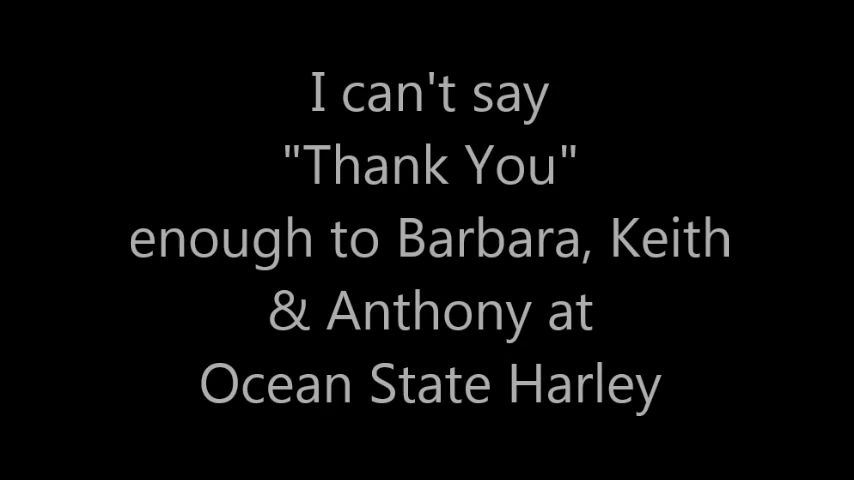 I can't say
"Thank You"
enough to Barbara, Keith
& Anthony at
Ocean State Harley